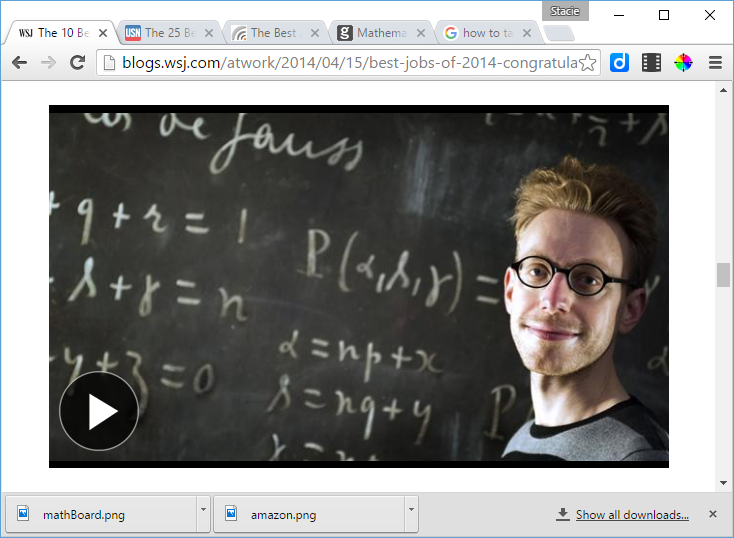 Stacie
WSJ The 10 Be
USN The 25 Be
The Best
g Mathema
G how to ta
blogs.wsj.com/atwork/2014/04/15/best-jobs-of-2014-congratula
de Gauss
+ q + r = 1
P(α,β,γ) =
β + γ = n
α = np + x
+ y + z = 0
β = nq + y
mathBoard.png
amazon.png
Show all downloads...